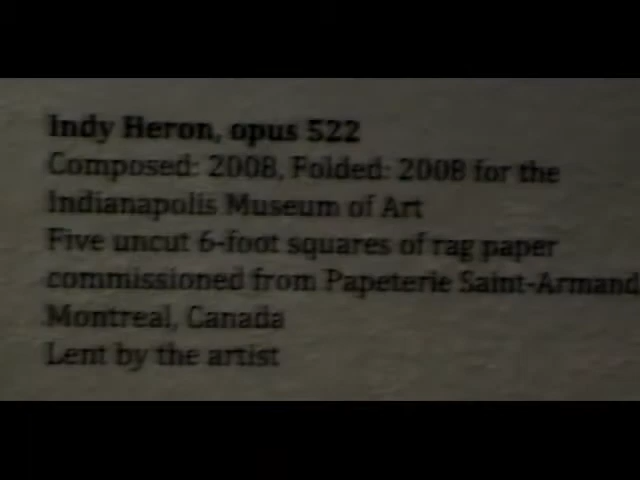 Indy Heron, opus 522
Composed: 2008, Folded: 2008 for the
Indianapolis Museum of Art
Five uncut 6-foot squares of rag paper
commissioned from Papeterie Saint-Armand
Montreal, Canada
Lent by the artist